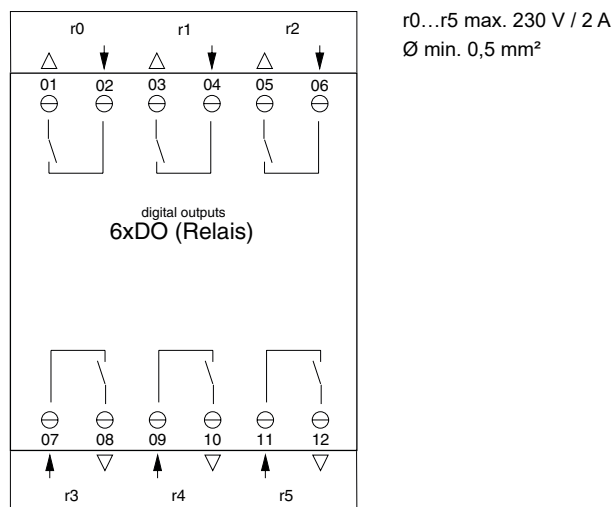 r0 r1 r2
r0…r5 max. 230 V / 2 A
Ø min. 0,5 mm²
01 02 03 04 05 06
digital outputs
6xDO (Relais)
07 08 09 10 11 12
r3 r4 r5